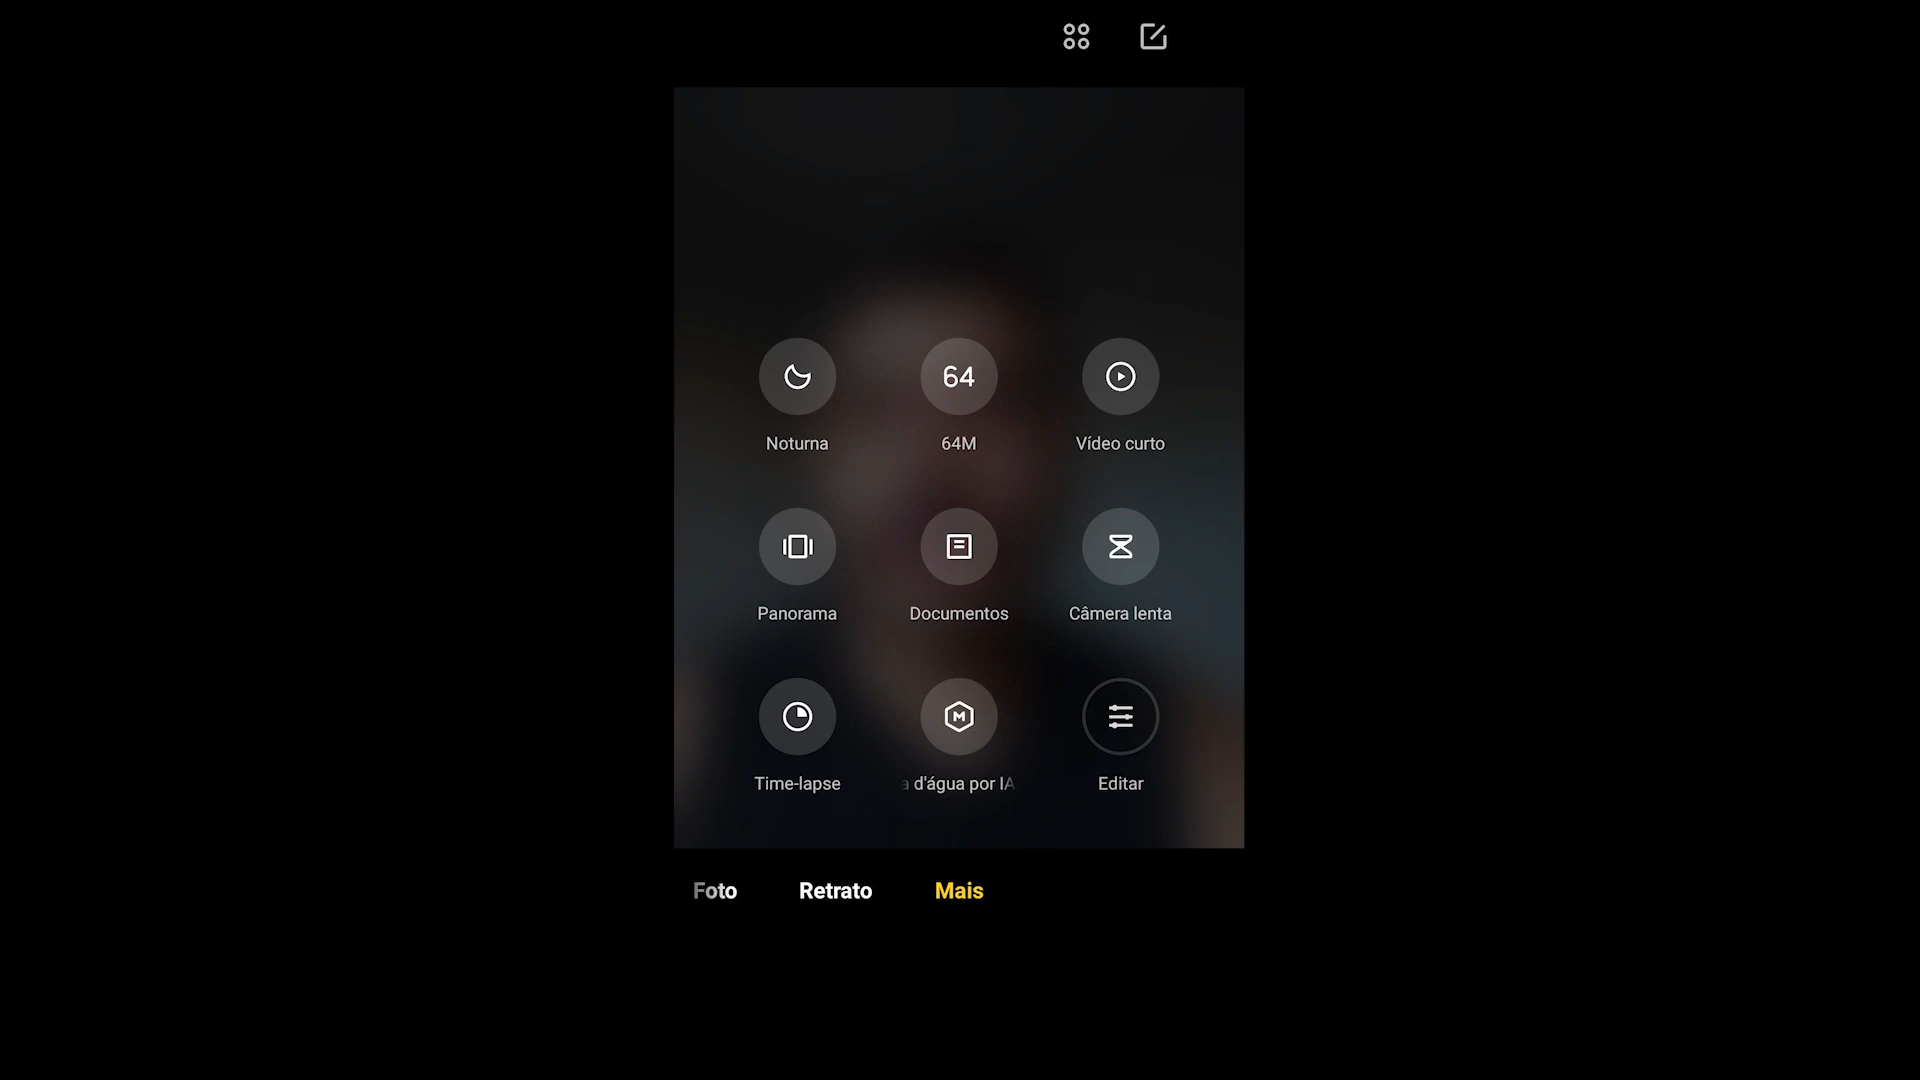 64
Noturna
64M
Vídeo curto
Panorama
Documentos
Câmera lenta
M
Time-lapse
a d'água por IA
Editar
Foto
Retrato
Mais